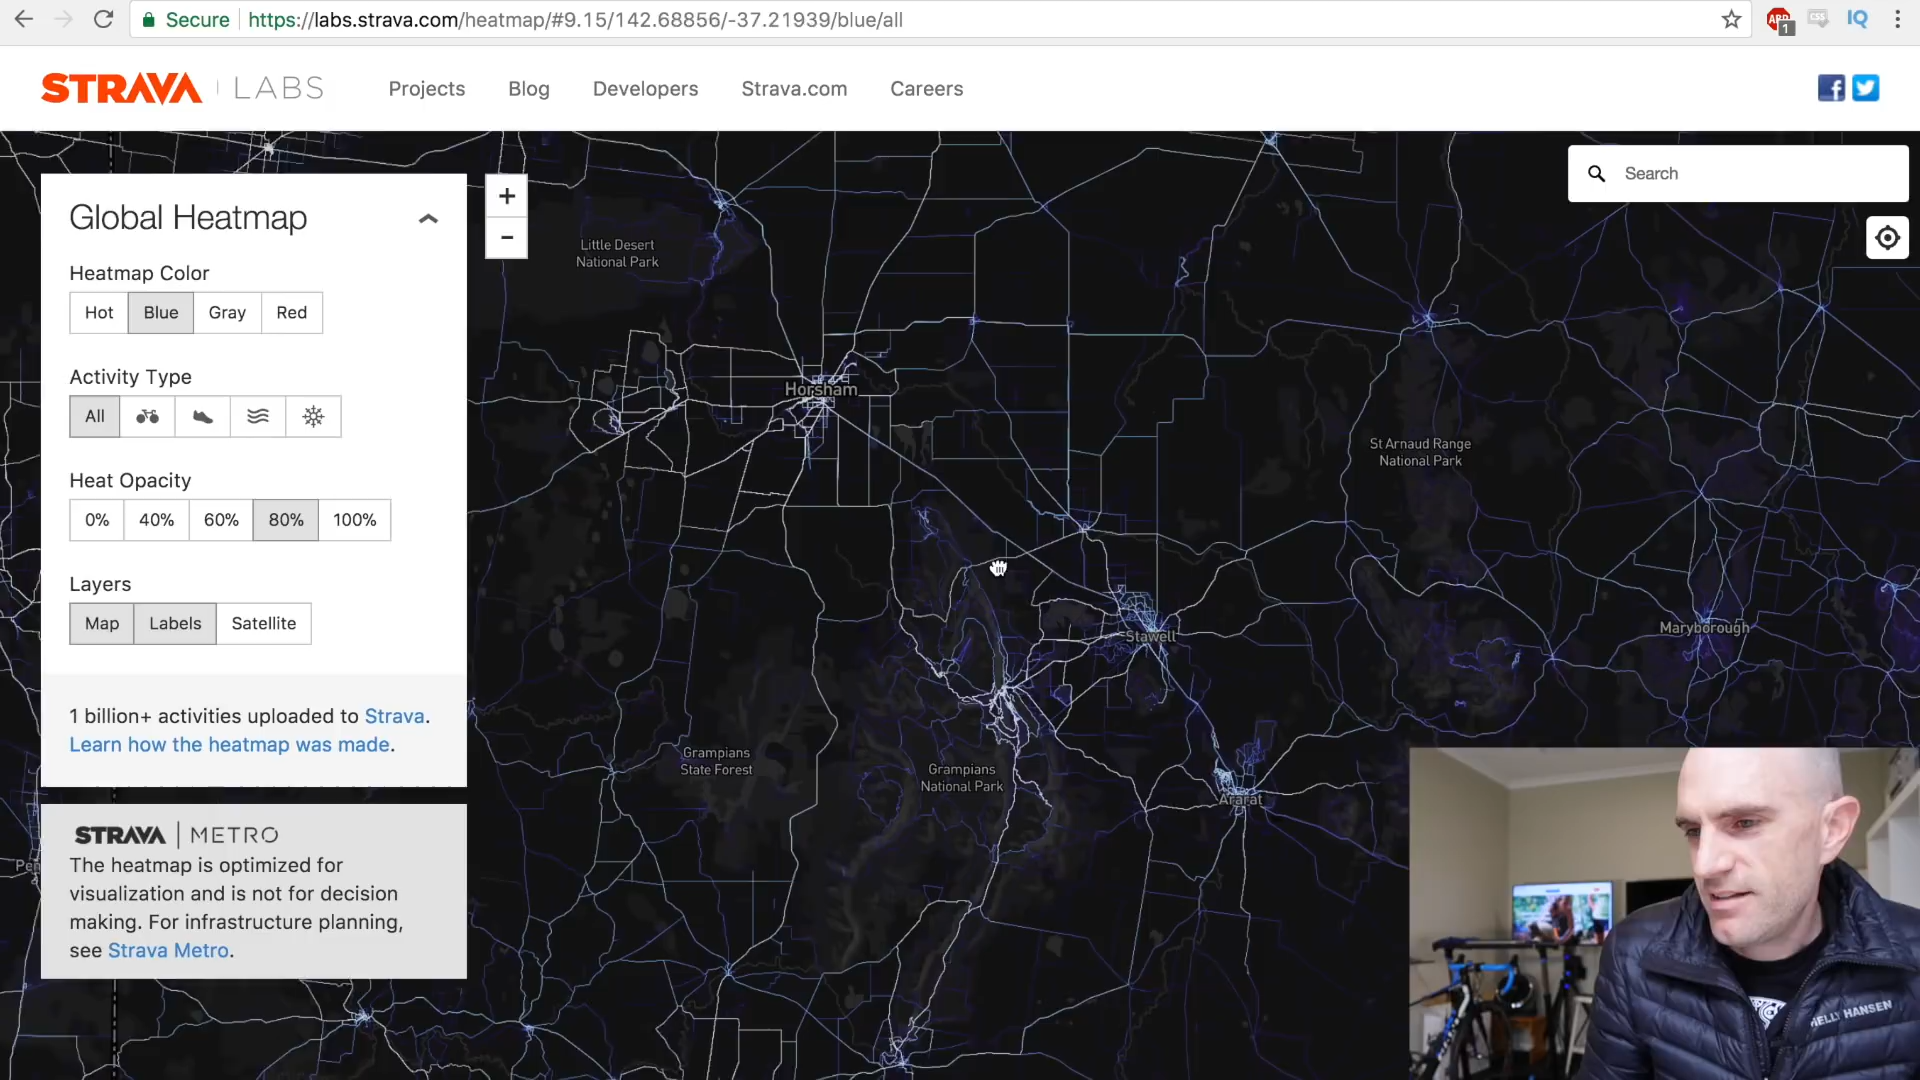 Secure https://labs.strava.com/heatmap/#9.15/142.68856/-37.21939/blue/all
ABP
1
CSS
IQ
STRAVA LABS
Projects
Blog
Developers
Strava.com
Careers
Search
Global Heatmap
Heatmap Color
Hot Blue Gray Red
Activity Type
All
Heat Opacity
0% 40% 60% 80% 100%
Layers
Map Labels Satellite
1 billion+ activities uploaded to Strava.
Learn how the heatmap was made.
STRAVA METRO
The heatmap is optimized for
visualization and is not for decision
making. For infrastructure planning,
see Strava Metro.
Little Desert
National Park
Horsham
St Arnaud Range
National Park
Stawell
Maryborough
Grampians
State Forest
Grampians
National Park
Ararat
HELLY HANSEN